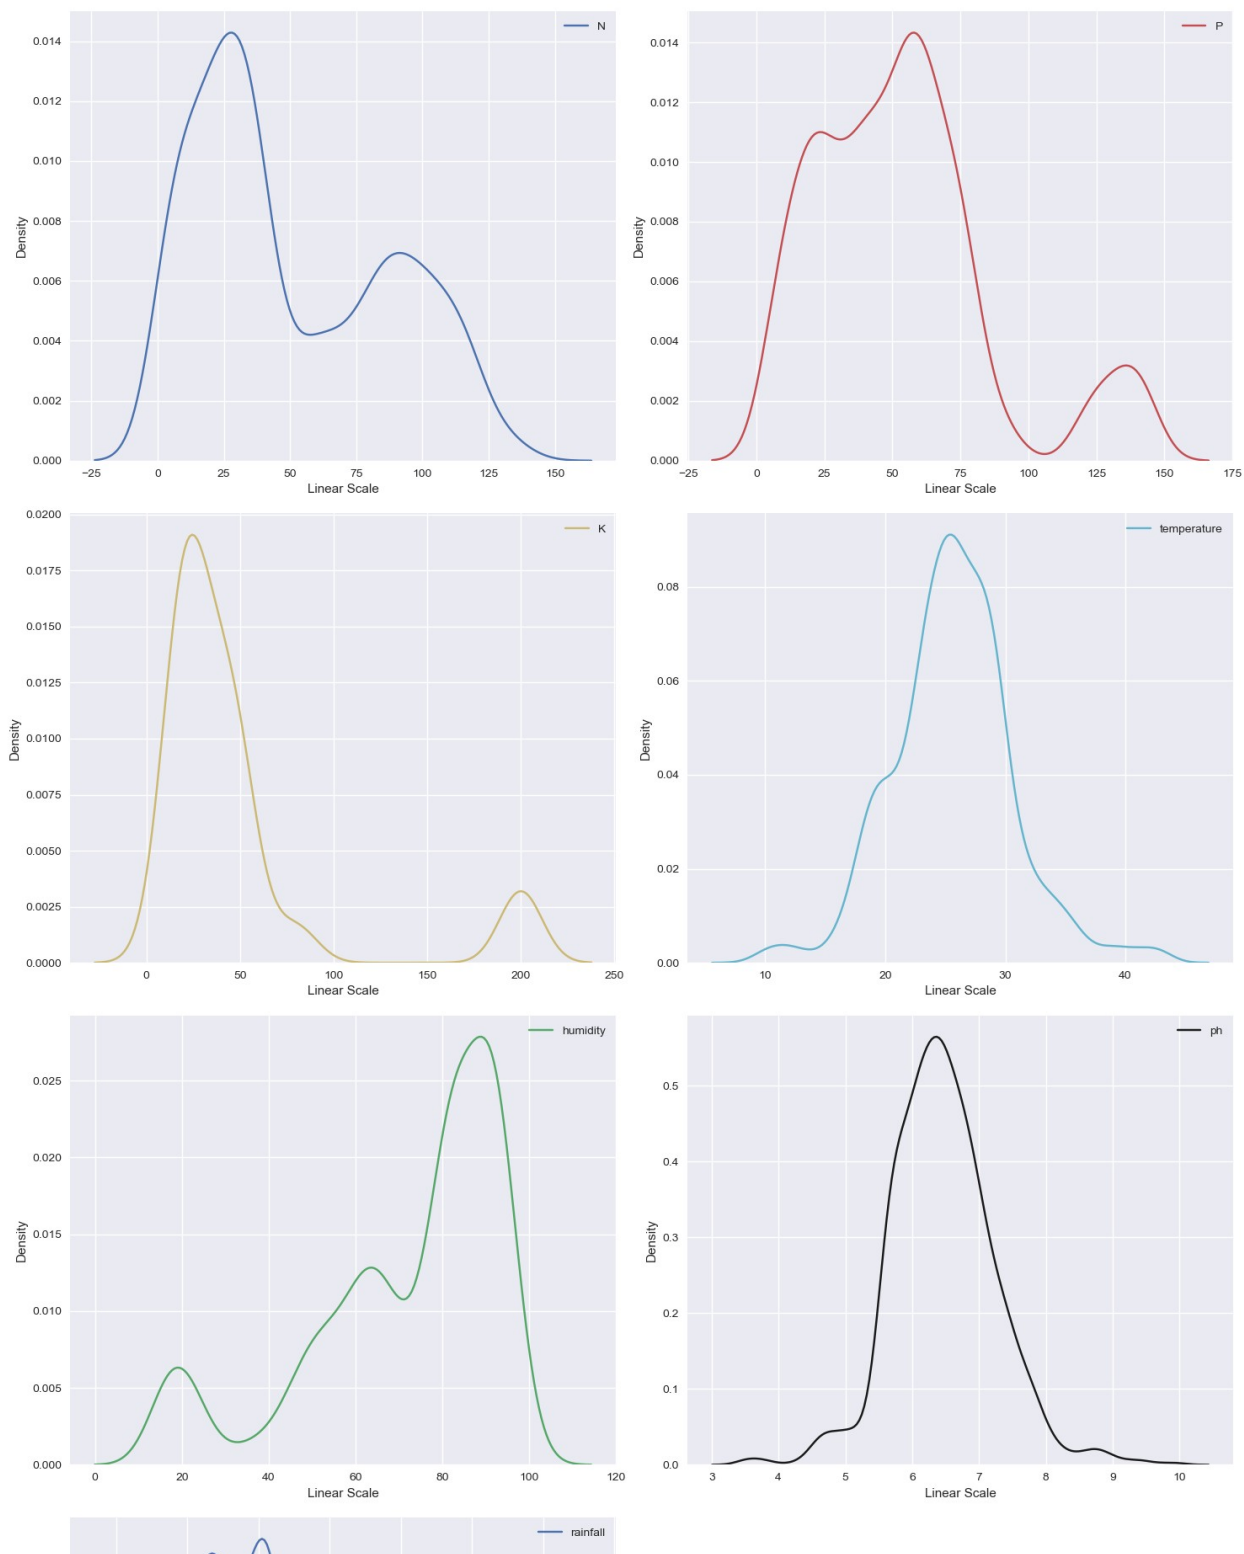 N
0.014
0.012
0.010
0.008
0.006
0.004
0.002
0.000
Density
−25 0 25 50 75 100 125 150
Linear Scale
P
0.014
0.012
0.010
0.008
0.006
0.004
0.002
0.000
Density
−25 0 25 50 75 100 125 150 175
Linear Scale
K
0.0200
0.0175
0.0150
0.0125
0.0100
0.0075
0.0050
0.0025
0.0000
Density
0 50 100 150 200 250
Linear Scale
temperature
0.08
0.06
0.04
0.02
0.00
Density
10 20 30 40
Linear Scale
humidity
0.025
0.020
0.015
0.010
0.005
0.000
Density
0 20 40 60 80 100 120
Linear Scale
ph
0.5
0.4
0.3
0.2
0.1
0.0
Density
3 4 5 6 7 8 9 10
Linear Scale
rainfall